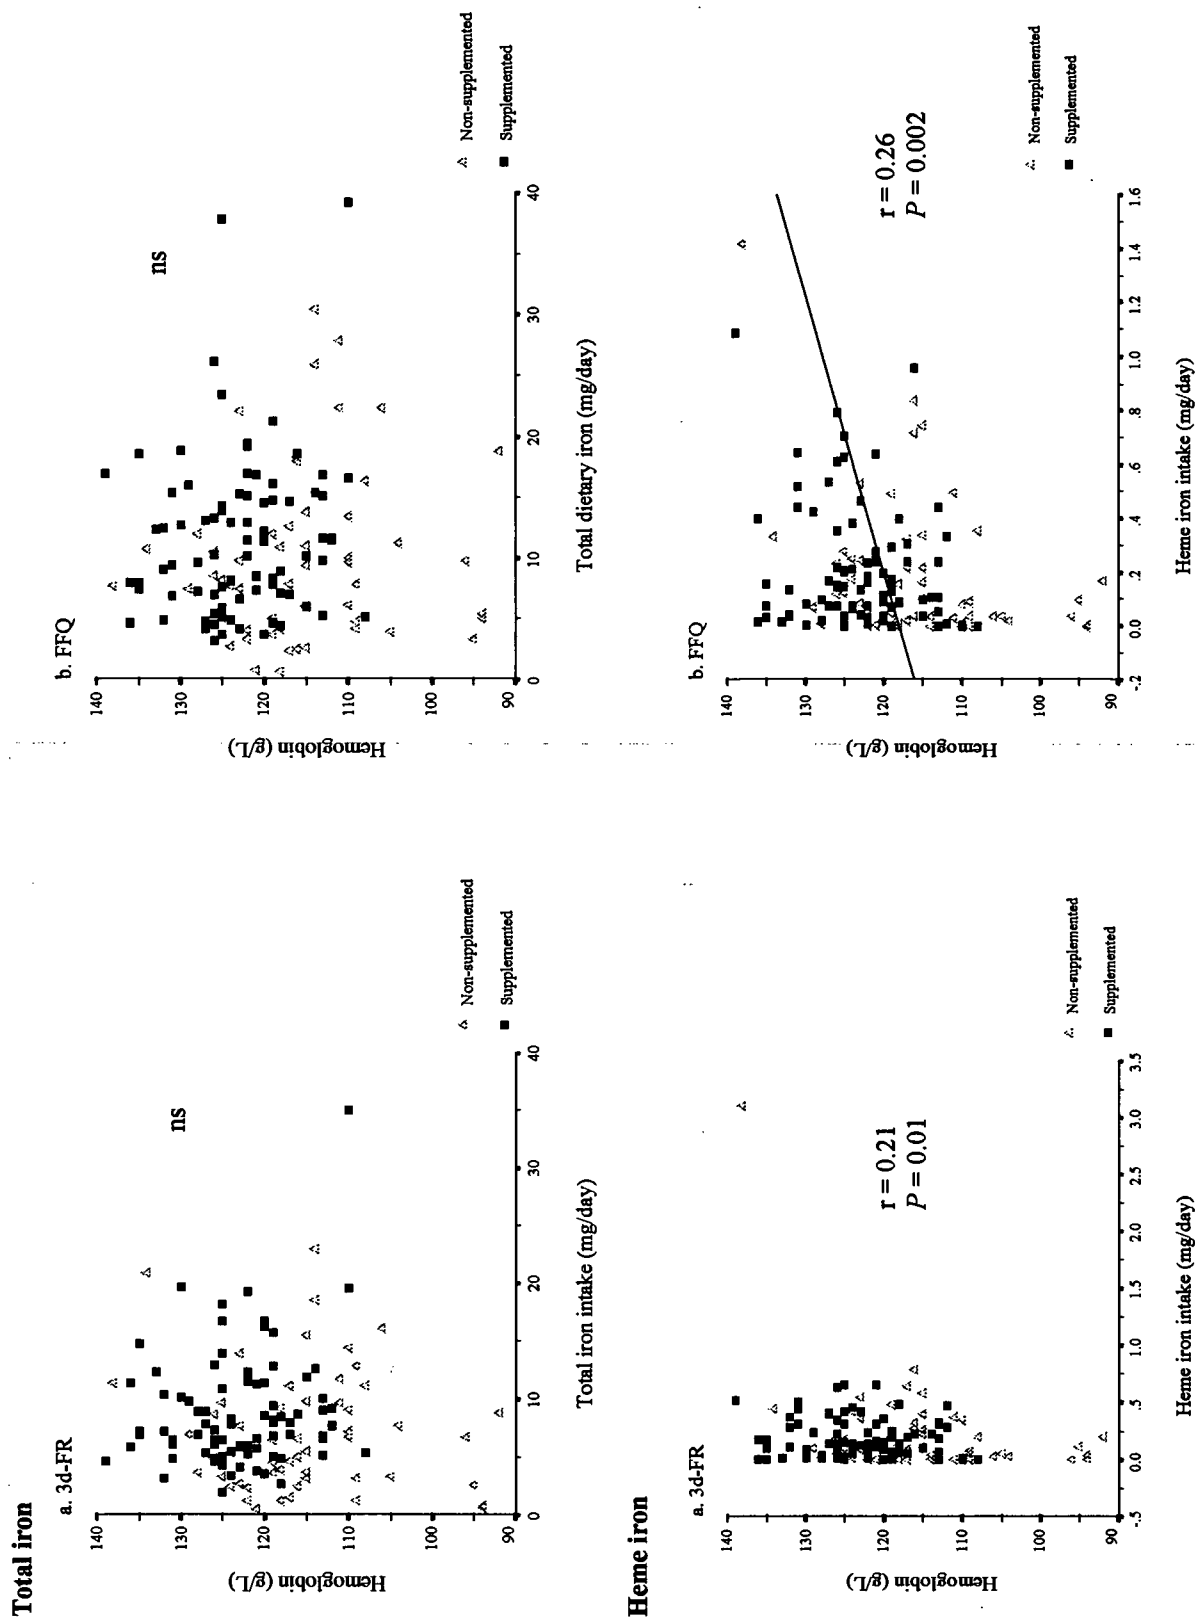 Total iron
a. 3d-FR
Hemoglobin (g/L)
140
130
120
110
100
90
0
10
20
30
40
Total iron intake (mg/day)
ns
Non-supplemented
Supplemented
b. FFQ
Hemoglobin (g/L)
140
130
120
110
100
90
0
10
20
30
40
Total dietary iron (mg/day)
ns
Non-supplemented
Supplemented
Heme iron
a. 3d-FR
Hemoglobin (g/L)
140
130
120
110
100
90
-.5
0.0
.5
1.0
1.5
2.0
2.5
3.0
3.5
Heme iron intake (mg/day)
r = 0.21
P = 0.01
Non-supplemented
Supplemented
b. FFQ
Hemoglobin (g/L)
140
130
120
110
100
90
-.2
0.0
.2
.4
.6
.8
1.0
1.2
1.4
1.6
Heme iron intake (mg/day)
r = 0.26
P = 0.002
Non-supplemented
Supplemented